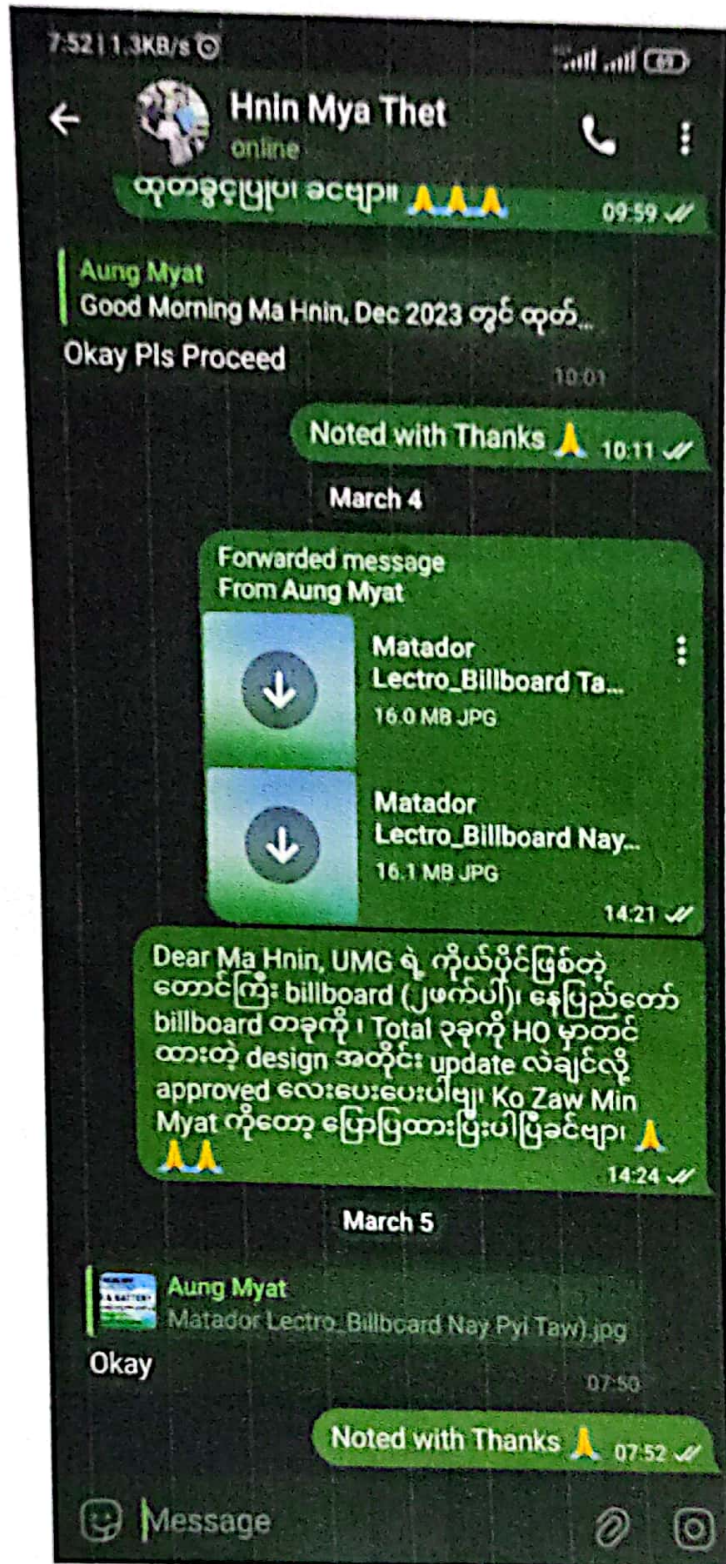 7:52 | 1.3KB/s
69
Hnin Mya Thet
online
ထုတခွင့်ပြုပါ ခင်ဗျာ။ 🙏🙏🙏 09:59
Aung Myat
Good Morning Ma Hnin, Dec 2023 တွင် ထုတ်...
Okay Pls Proceed
10:01
Noted with Thanks 🙏 10:11
March 4
Forwarded message
From Aung Myat
Matador
Lectro_Billboard Ta...
16.0 MB JPG
Matador
Lectro_Billboard Nay...
16.1 MB JPG
14:21
Dear Ma Hnin, UMG ရဲ့ ကိုယ်ပိုင်ဖြစ်တဲ့
တောင်ကြီး billboard (၂ဖက်ပါ)၊ နေပြည်တော်
billboard တခုကို ၊ Total ၃ခုကို HO မှာတင်
ထားတဲ့ design အတိုင်း update လဲချင်လို့
approved လေးပေးပေးပါဗျ၊ Ko Zaw Min
Myat ကိုတော့ ပြောပြထားပြီးပါပြီခင်ဗျာ၊ 🙏
🙏🙏
14:24
March 5
Aung Myat
Matador Lectro_Billboard Nay Pyi Taw).jpg
Okay
07:50
Noted with Thanks 🙏 07:52
Message